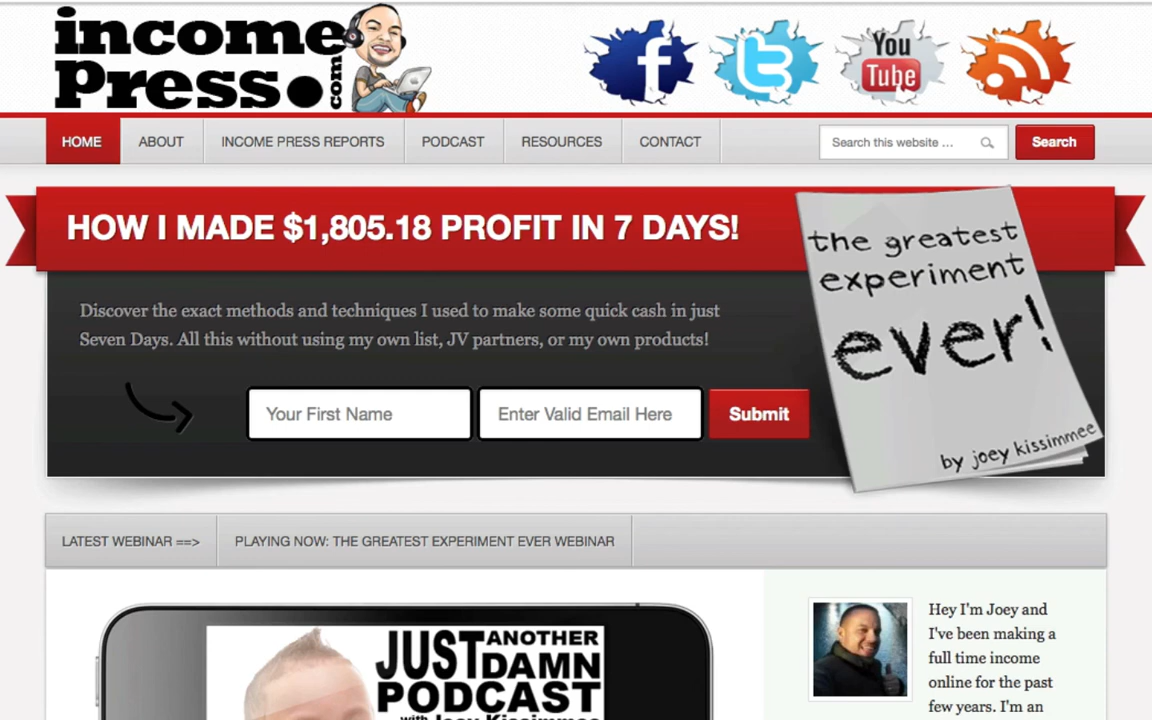 income
Press.com
f
t
You
Tube
HOME
ABOUT
INCOME PRESS REPORTS
PODCAST
RESOURCES
CONTACT
Search this website ...
Search
HOW I MADE $1,805.18 PROFIT IN 7 DAYS!
the greatest
experiment
ever!
by joey kissimmee
Discover the exact methods and techniques I used to make some quick cash in just
Seven Days. All this without using my own list, JV partners, or my own products!
Your First Name
Enter Valid Email Here
Submit
LATEST WEBINAR ==>
PLAYING NOW: THE GREATEST EXPERIMENT EVER WEBINAR
JUST ANOTHER
DAMN
PODCAST
with Joey Kissimmee
Hey I'm Joey and
I've been making a
full time income
online for the past
few years. I'm an